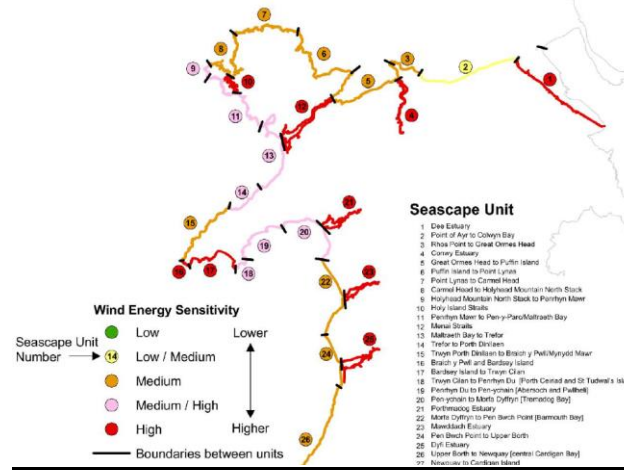 7
8
6
9
3
2
1
10
5
11
12
4
13
14
15
21
20
19
16
17
18
22
23
24
25
26
Seascape Unit
1 Dee Estuary
2 Point of Ayr to Colwyn Bay
3 Rhos Point to Great Ormes Head
4 Conwy Estuary
5 Great Ormes Head to Puffin Island
6 Puffin Island to Point Lynas
7 Point Lynas to Carmel Head
8 Carmel Head to Holyhead Mountain North Stack
9 Holyhead Mountain North Stack to Penrhyn Mawr
10 Holy Island Straits
11 Penrhyn Mawr to Pen-y-Parc/Maltraeth Bay
12 Menai Straits
13 Maltraeth Bay to Trefor
14 Trefor to Porth Dinllaen
15 Trwyn Porth Dinllaen to Braich y Pwll/Mynydd Mawr
16 Braich y Pwll and Bardsey Island
17 Bardsey Island to Trwyn Cilan
18 Trwyn Cilan to Penrhyn Du [Porth Ceiriad and St Tudwal's Isl
19 Penrhyn Du to Pen-ychain [Abersoch and Pwllheli]
20 Pen-ychain to Morfa Dyffryn [Tremadog Bay]
21 Porthmadog Estuary
22 Morfa Dyffryn to Pen Bwch Point [Barmouth Bay]
23 Mawddach Estuary
24 Pen Bwch Point to Upper Borth
25 Dyfi Estuary
26 Upper Borth to Newquay [central Cardigan Bay]
27 Newquay to Cardigan Island
Wind Energy Sensitivity
Low
Lower
Seascape Unit
Number
14
Low / Medium
Medium
Medium / High
Higher
High
Boundaries between units